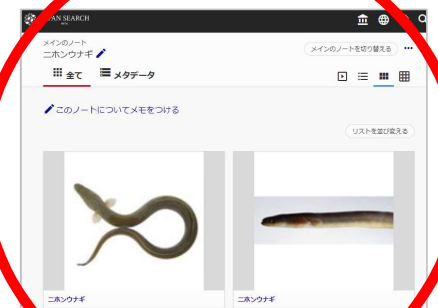 JAPAN SEARCH
メインのノート
ニホンウナギ
メインのノートを切り替える
全て
メタデータ
このノートについてメモをつける
リストを並び変える
ニホンウナギ
ニホンウナギ